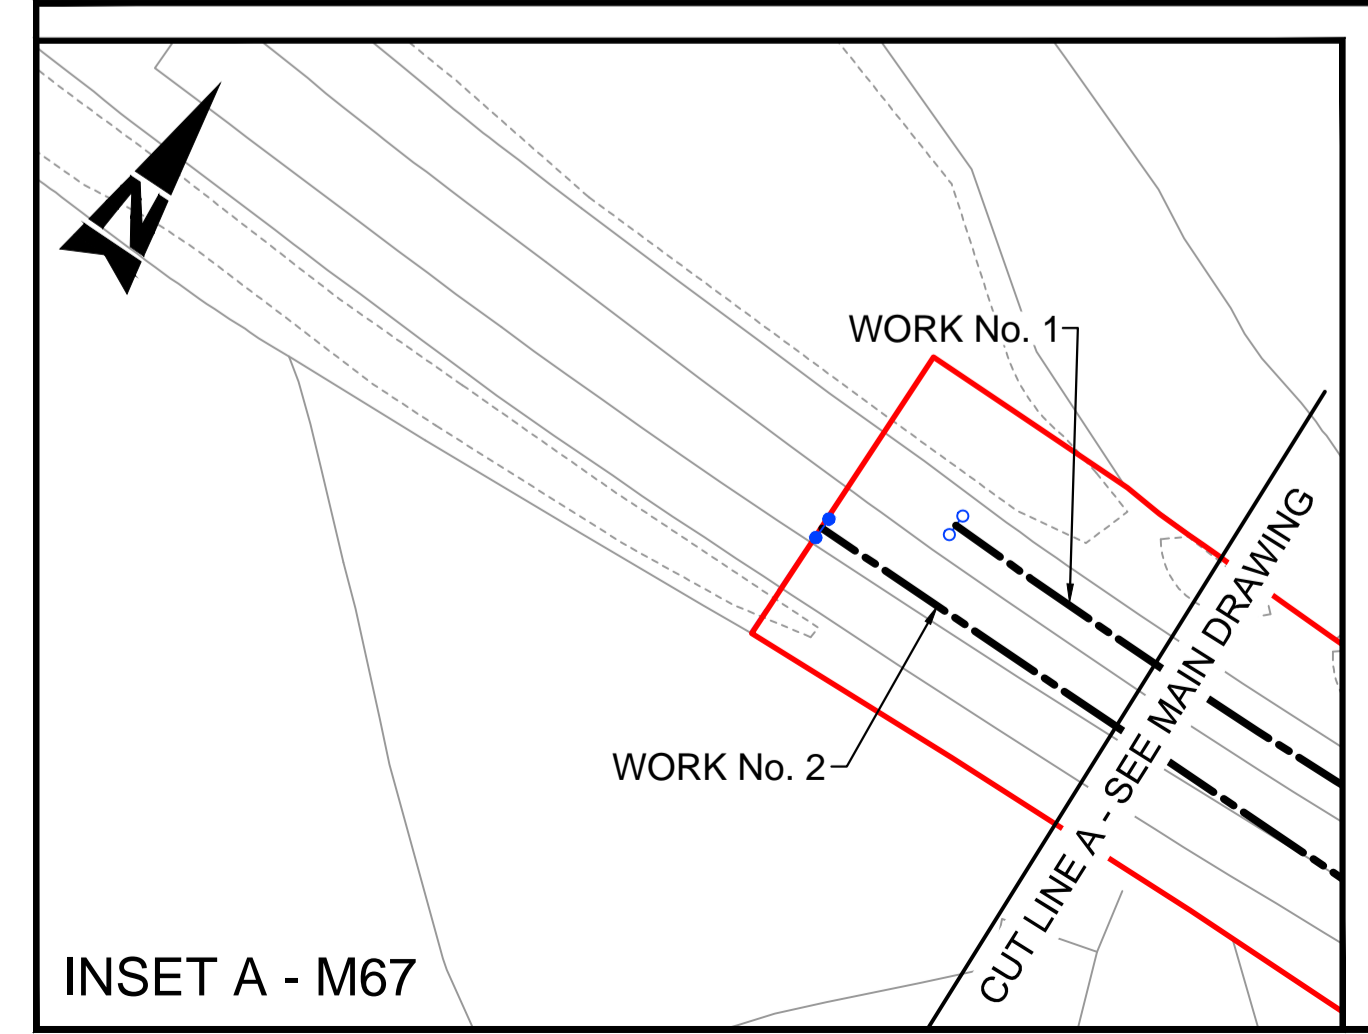 N
WORK No. 1
WORK No. 2
CUT LINE A - SEE MAIN DRAWING
INSET A - M67